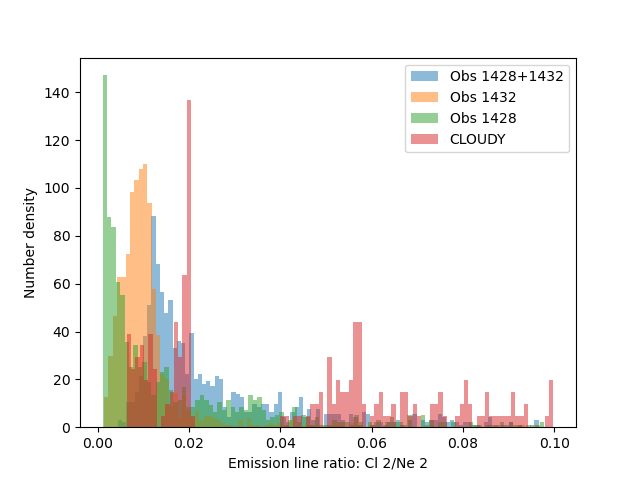 Obs 1428+1432
Obs 1432
Obs 1428
CLOUDY
Number density
140
120
100
80
60
40
20
0
0.00 0.02 0.04 0.06 0.08 0.10
Emission line ratio: Cl 2/Ne 2